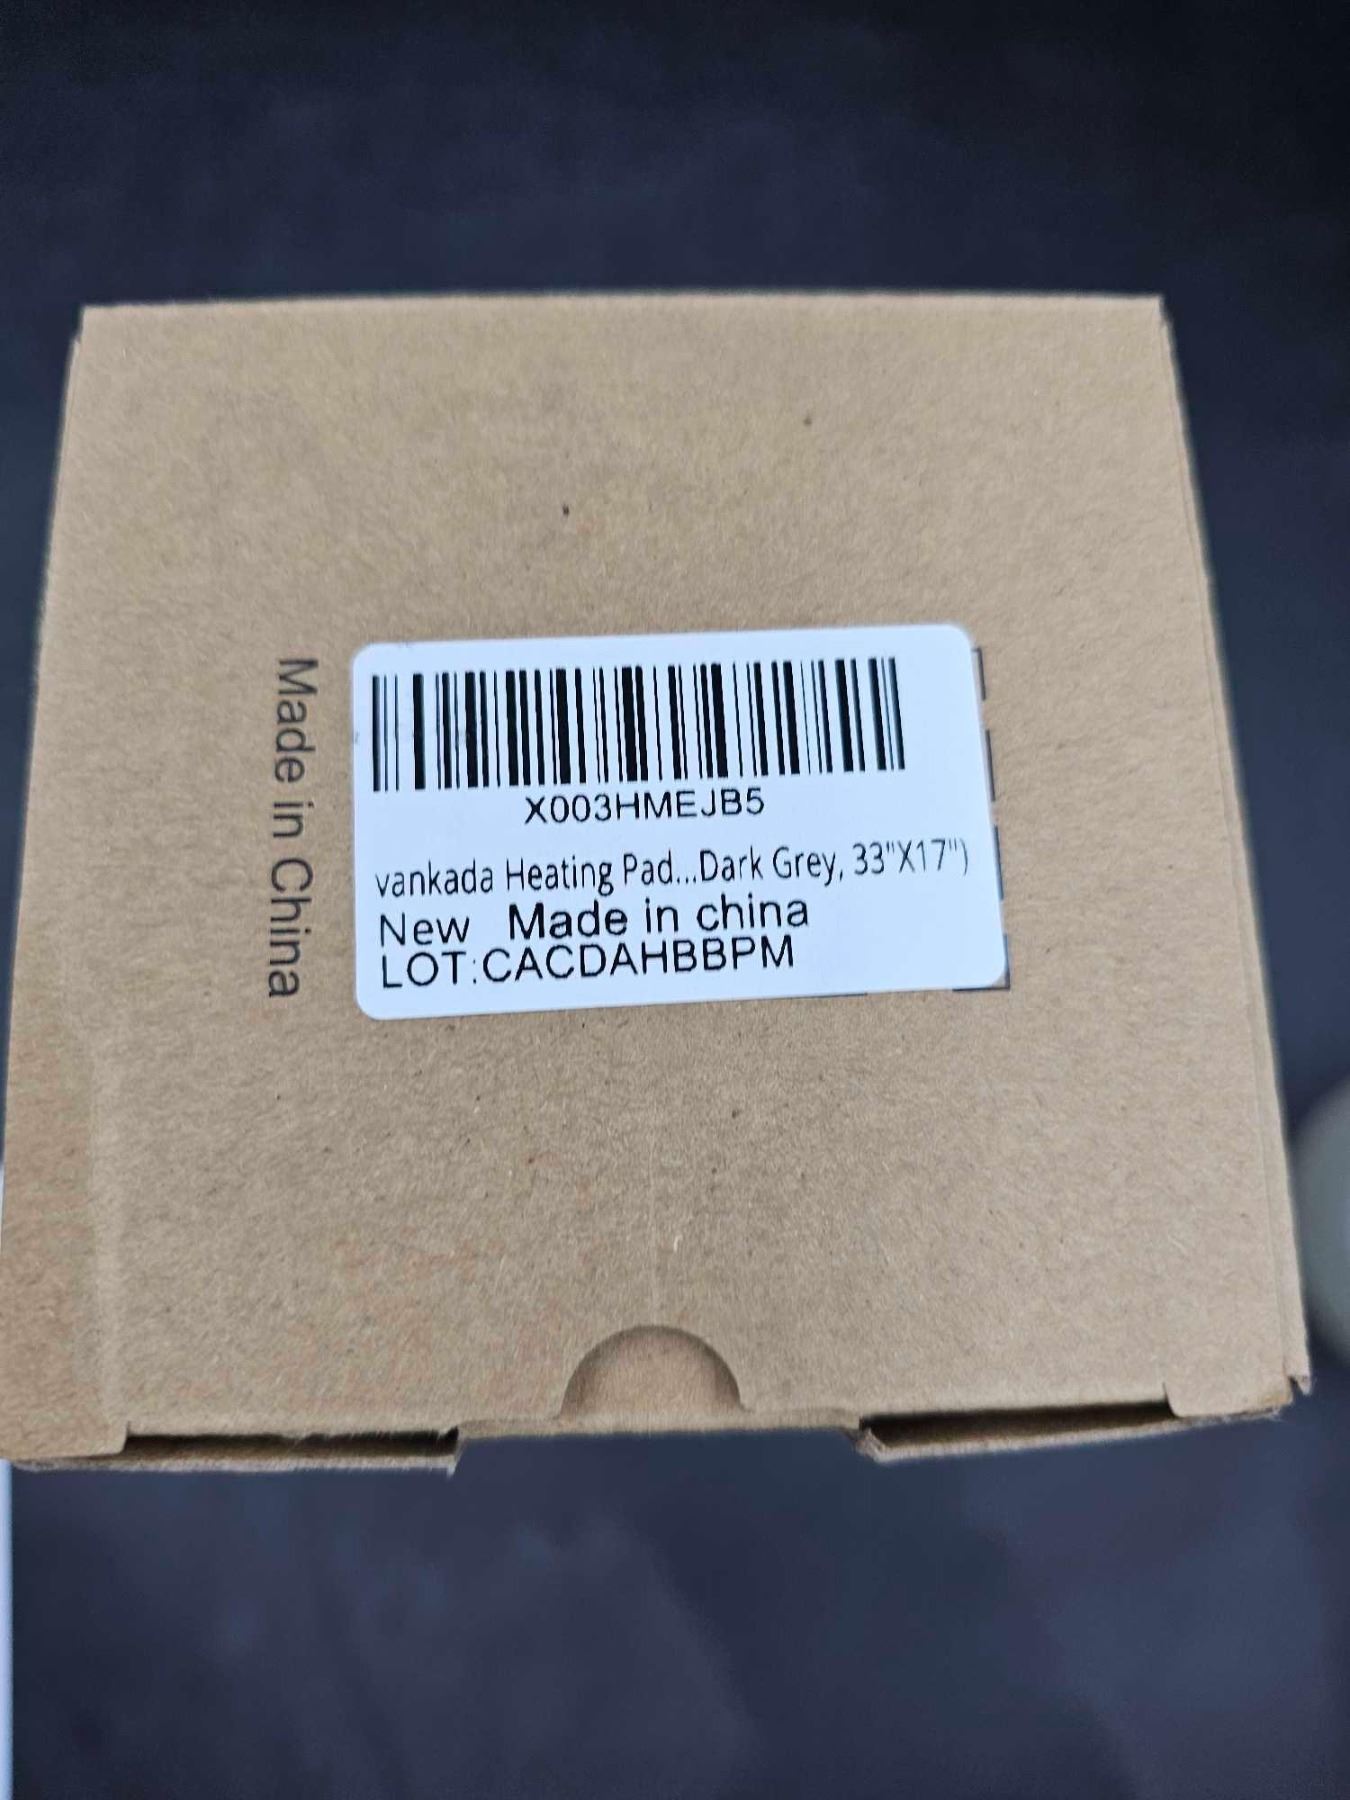 Made in China
X003HMEJB5
vankada Heating Pad...Dark Grey, 33"X17")
New Made in china
LOT:CACDAHBBPM